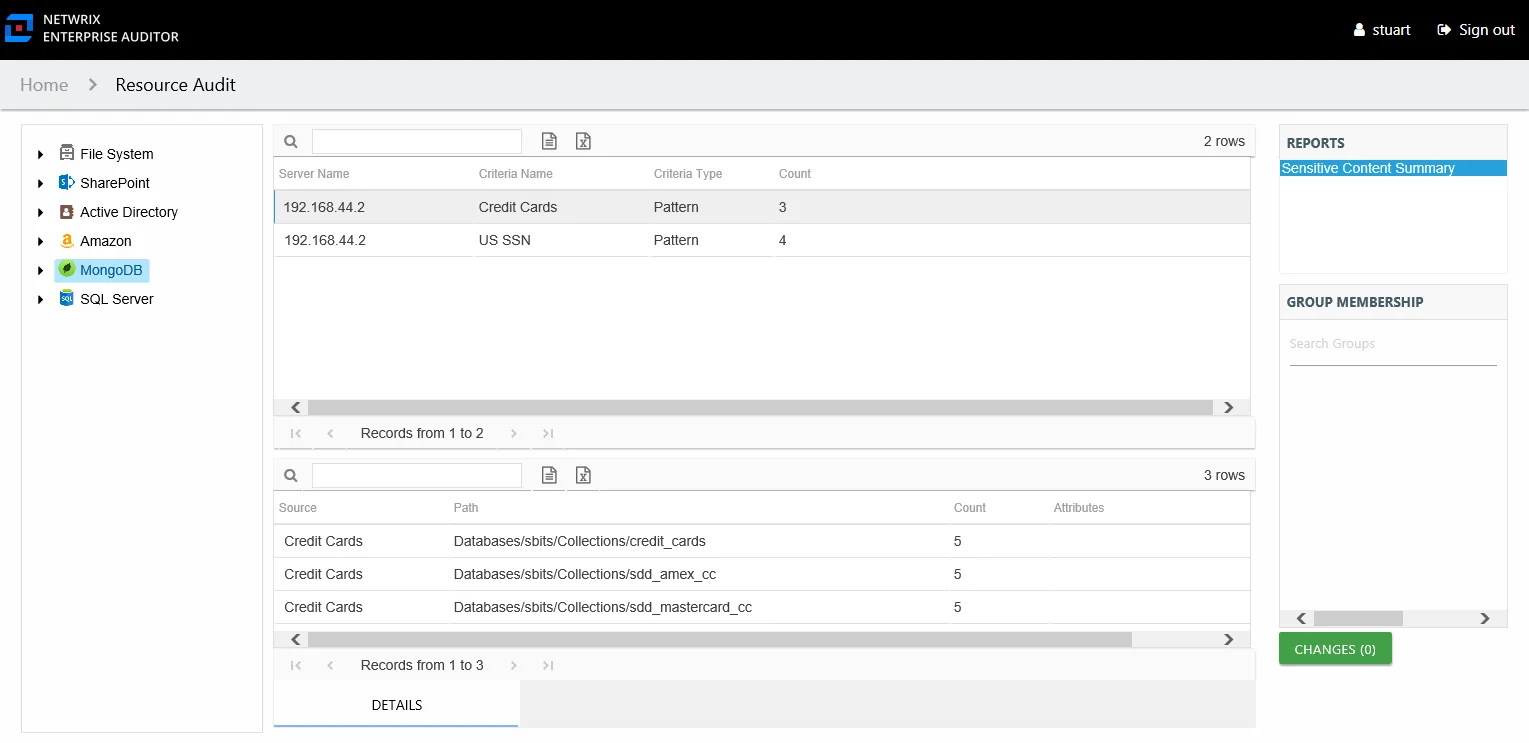 NETWRIX
ENTERPRISE AUDITOR
stuart Sign out
Home Resource Audit
File System
SharePoint
Active Directory
Amazon
MongoDB
SQL Server
2 rows
Server Name Criteria Name Criteria Type Count
192.168.44.2 Credit Cards Pattern 3
192.168.44.2 US SSN Pattern 4
Records from 1 to 2
3 rows
Source Path Count Attributes
Credit Cards Databases/sbits/Collections/credit_cards 5
Credit Cards Databases/sbits/Collections/sdd_amex_cc 5
Credit Cards Databases/sbits/Collections/sdd_mastercard_cc 5
Records from 1 to 3
DETAILS
REPORTS
Sensitive Content Summary
GROUP MEMBERSHIP
Search Groups
CHANGES (0)